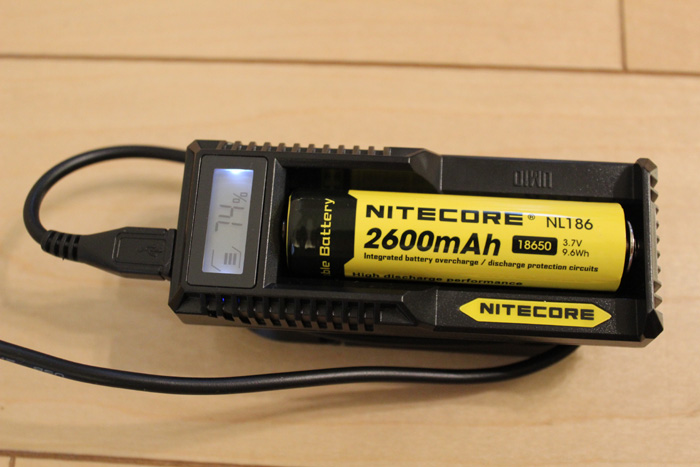 74%
ble Battery
NITECORE® NL186
2600mAh 18650 3.7V
9.6Wh
Integrated battery overcharge / discharge protection circuits
High discharge performance
NITECORE